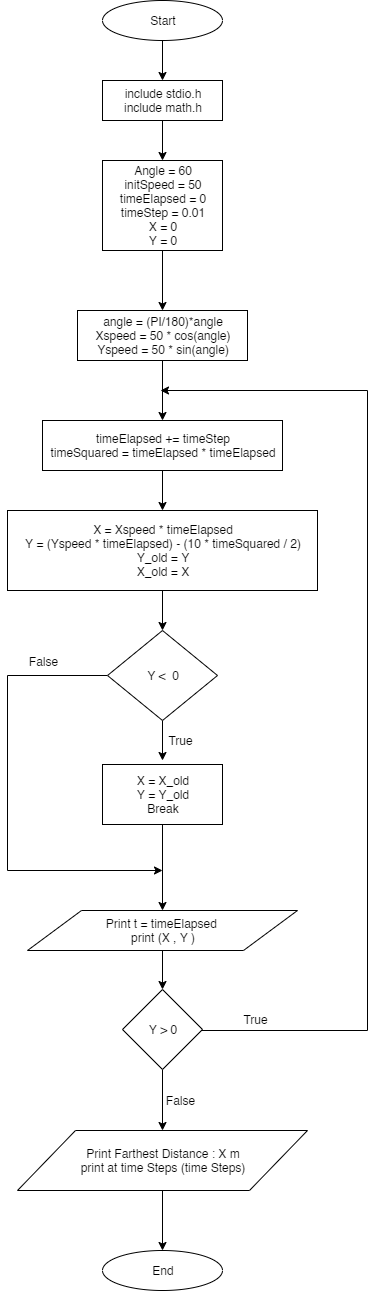 Start
include stdio.h
include math.h
Angle = 60
initSpeed = 50
timeElapsed = 0
timeStep = 0.01
X = 0
Y = 0
angle = (PI/180)*angle
Xspeed = 50 * cos(angle)
Yspeed = 50 * sin(angle)
timeElapsed += timeStep
timeSquared = timeElapsed * timeElapsed
X = Xspeed * timeElapsed
Y = (Yspeed * timeElapsed) - (10 * timeSquared / 2)
Y_old = Y
X_old = X
False
Y < 0
True
X = X_old
Y = Y_old
Break
Print t = timeElapsed
print (X , Y )
Y > 0
True
False
Print Farthest Distance : X m
print at time Steps (time Steps)
End